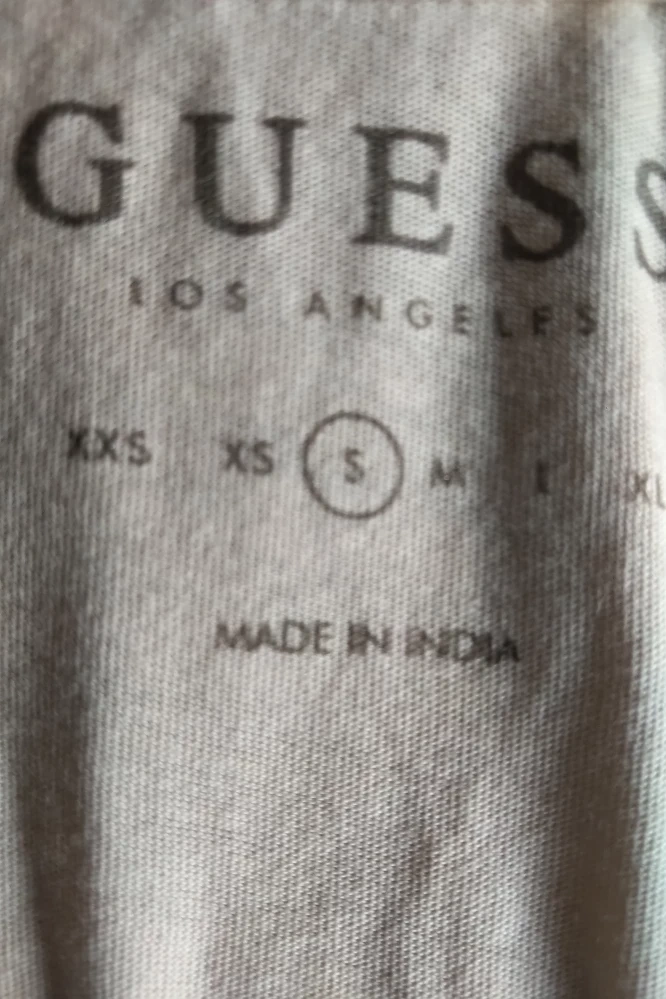 GUESS
LOS ANGELES
XXS XS S M L XL
MADE IN INDIA